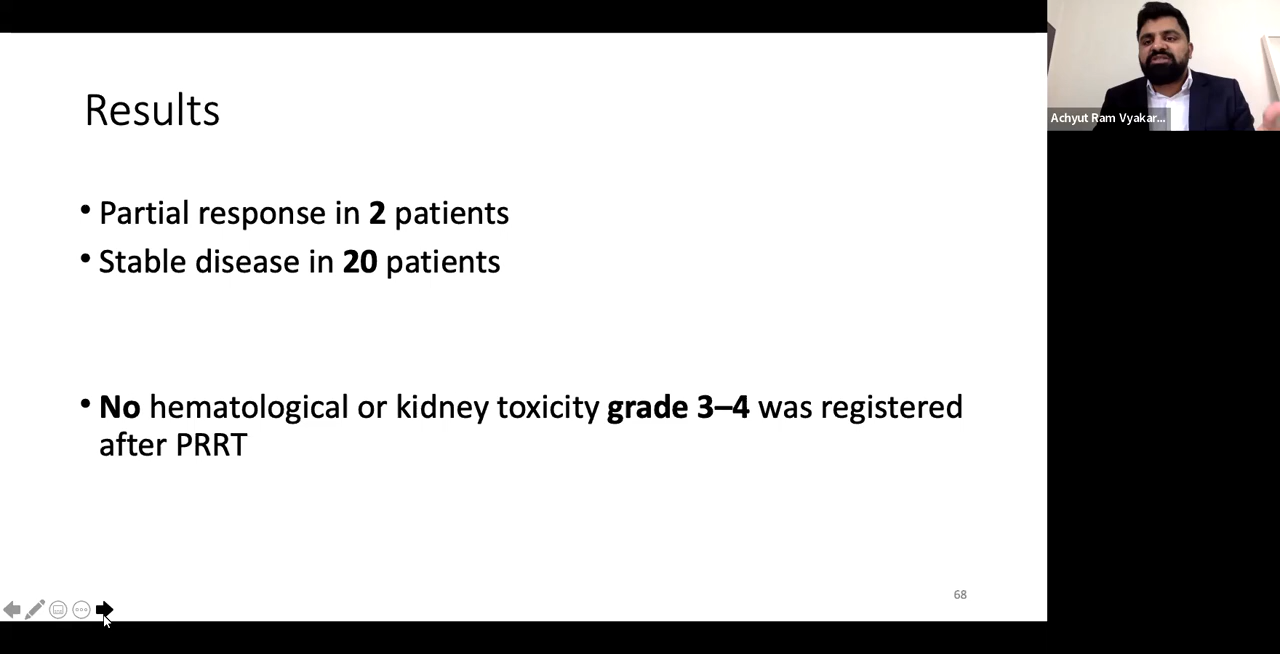 Results
• Partial response in 2 patients
• Stable disease in 20 patients
• No hematological or kidney toxicity grade 3–4 was registered
after PRRT
68
Achyut Ram Vyakar...